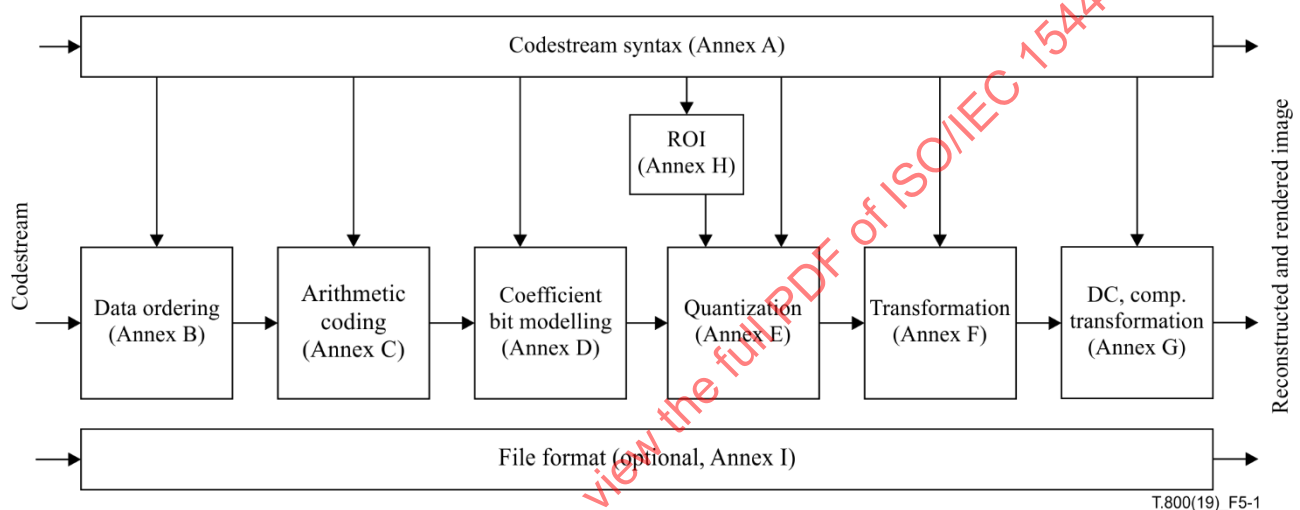 Codestream syntax (Annex A)
ROI
(Annex H)
Codestream
Data ordering
(Annex B)
Arithmetic
coding
(Annex C)
Coefficient
bit modelling
(Annex D)
Quantization
(Annex E)
Transformation
(Annex F)
DC, comp.
transformation
(Annex G)
Reconstructed and rendered image
File format (optional, Annex I)
T.800(19) F5-1
view the full PDF of ISO/IEC 1544